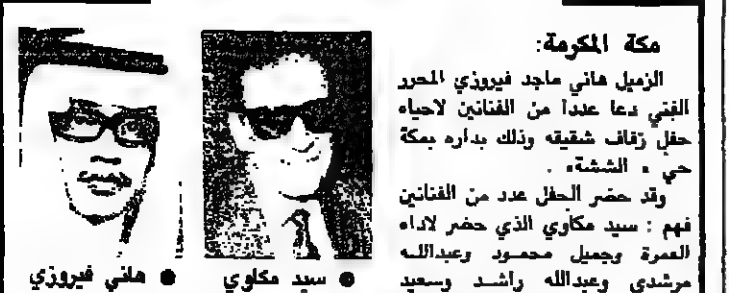 مكة المكرمة:
الزميل هاني ماجد فيروزي المحرر
الفني دعا عددا من الفنانين لاحياء
حفل زفاف شقيقه وذلك بداره بمكة
حي « الششة» .
وقد حضر الحفل عدد من الفنانين
فهم : سيد مكاوي الذي حضر لاداء
العمرة وجميل محمود وعبدالله
مرشدي وعبدالله راشد وسعيد
● سيد مكاوي
● هاني فيروزي